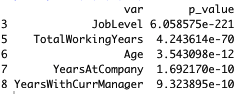 var p_value
3 JobLevel 6.058575e-221
5 TotalWorkingYears 4.243614e-70
6 Age 3.543098e-12
7 YearsAtCompany 1.692170e-10
8 YearsWithCurrManager 9.323895e-10